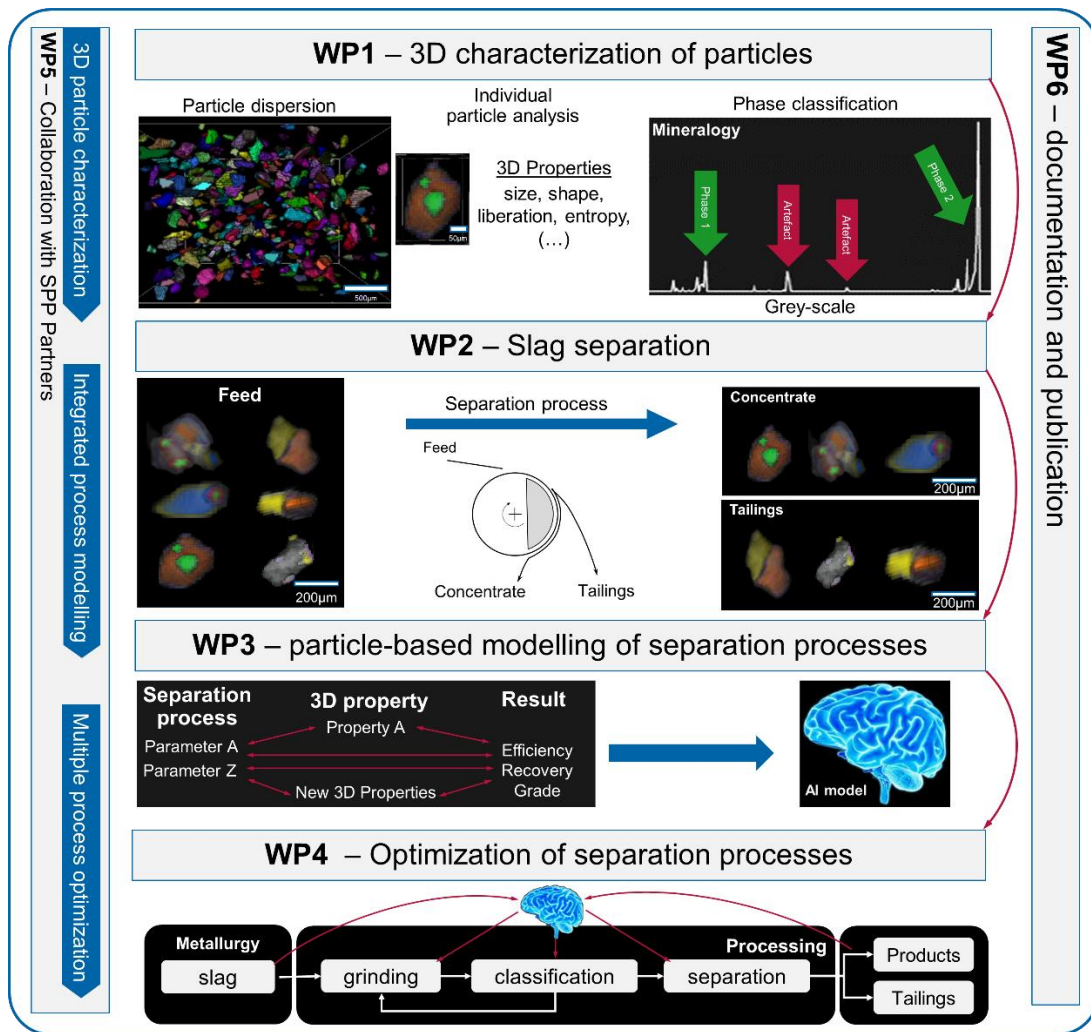 WP5 – Collaboration with SPP Partners
3D particle characterization
Integrated process modelling
Multiple process optimization
WP1 – 3D characterization of particles
Particle dispersion
500µm
Individual
particle analysis
50µm
3D Properties
size, shape,
liberation, entropy,
(…)
Phase classification
Mineralogy
Phase 1
Artefact
Artefact
Phase 2
Grey-scale
WP2 – Slag separation
Feed
200µm
Separation process
Feed
Concentrate
Tailings
Concentrate
200µm
Tailings
200µm
WP3 – particle-based modelling of separation processes
Separation
process
Parameter A
Parameter Z
3D property
Property A
New 3D Properties
Result
Efficiency
Recovery
Grade
AI model
WP4 – Optimization of separation processes
Metallurgy
slag
Processing
grinding
classification
separation
Products
Tailings
WP6 – documentation and publication